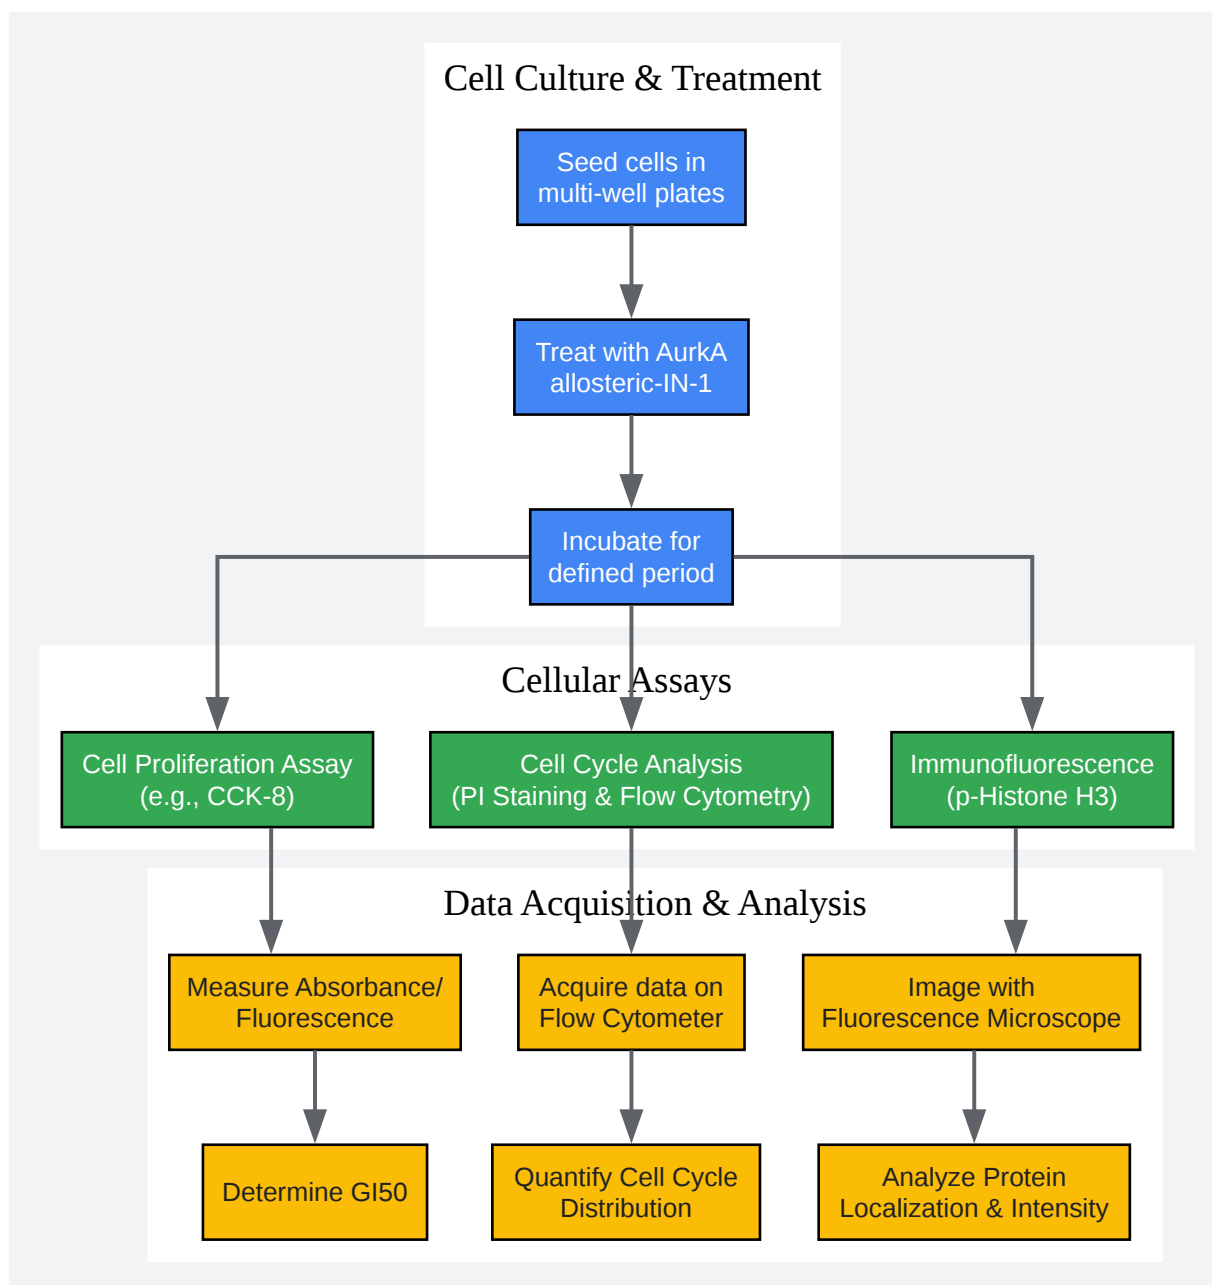 Cell Culture & Treatment
Seed cells in
multi-well plates
Treat with AurkA
allosteric-IN-1
Incubate for
defined period
Cellular Assays
Cell Proliferation Assay
(e.g., CCK-8)
Cell Cycle Analysis
(PI Staining & Flow Cytometry)
Immunofluorescence
(p-Histone H3)
Data Acquisition & Analysis
Measure Absorbance/
Fluorescence
Acquire data on
Flow Cytometer
Image with
Fluorescence Microscope
Determine GI50
Quantify Cell Cycle
Distribution
Analyze Protein
Localization & Intensity